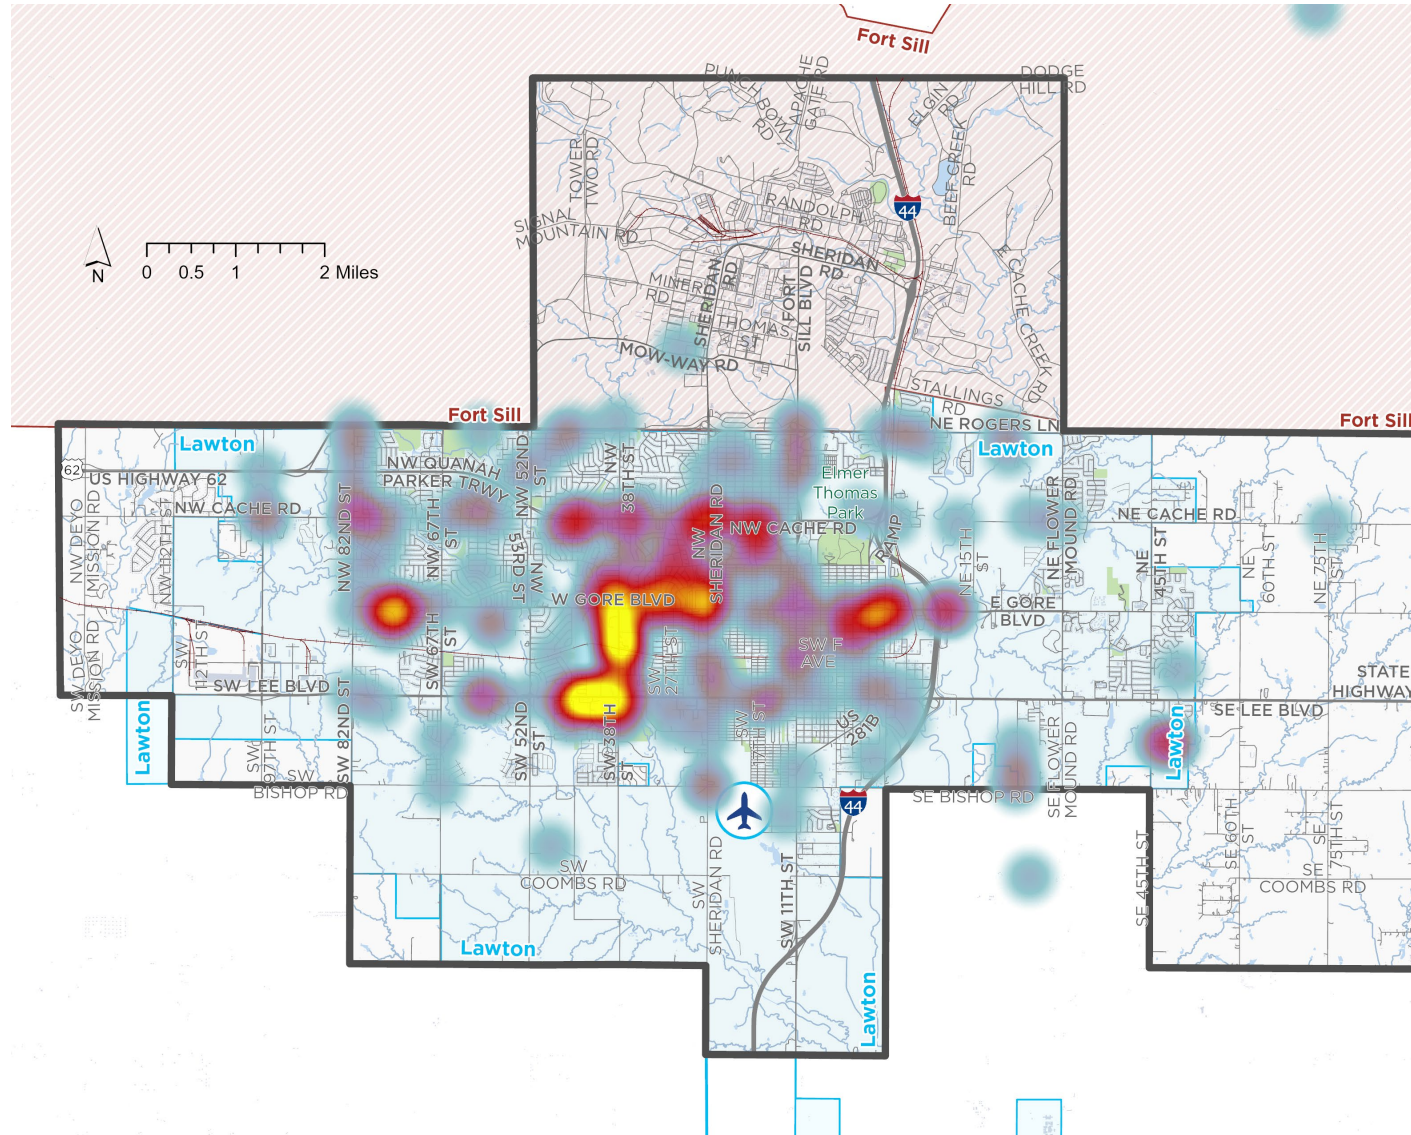 Fort Sill
DODGE
HILL RD
PUNCH BOWL
RD
APACHE
GATE RD
ELGIN
RD
TOWER
TWO RD
BEEF CREEK
RD
RANDOLPH
RD
44
SIGNAL
MOUNTAIN RD
SHERIDAN
RD
E CACHE CREEK RD
N
0 0.5 1 2 Miles
MINER
RD
SHERIDAN
RD
FORT
SILL BLVD
THOMAS
ST
MOW-WAY RD
STALLINGS
RD
Fort Sill
NE ROGERS LN
Fort Sill
Lawton
Lawton
62
US HIGHWAY 62
NW QUANAH
PARKER TRWY
NW 52ND
ST
NW
38TH ST
Elmer
Thomas
Park
NW CACHE RD
NW CACHE RD
NE CACHE RD
NW DEYO
MISSION RD
NW 112TH ST
NW 82ND ST
NW 67TH
ST
NW
53RD ST
NW
SHERIDAN RD
RAMP
NE 15TH
ST
NE FLOWER
MOUND RD
NE
45TH ST
NE
60TH ST
NE 75TH
ST
W GORE BLVD
E GORE
BLVD
SW DEYO
MISSION RD
SW
112TH ST
SW 67TH
ST
SW
27TH ST
SW F
AVE
STATE
HIGHWAY
SW LEE BLVD
SE LEE BLVD
Lawton
SW
97TH ST
SW 82ND ST
SW 52ND
ST
SW 38TH
ST
SW
17TH ST
US
281B
SE FLOWER
MOUND RD
Lawton
SW
BISHOP RD
SE BISHOP RD
44
SW
COOMBS RD
SW
SHERIDAN RD
SW 11TH ST
SE 45TH ST
SE 60TH
ST
SE
75TH ST
SE
COOMBS RD
Lawton
Lawton